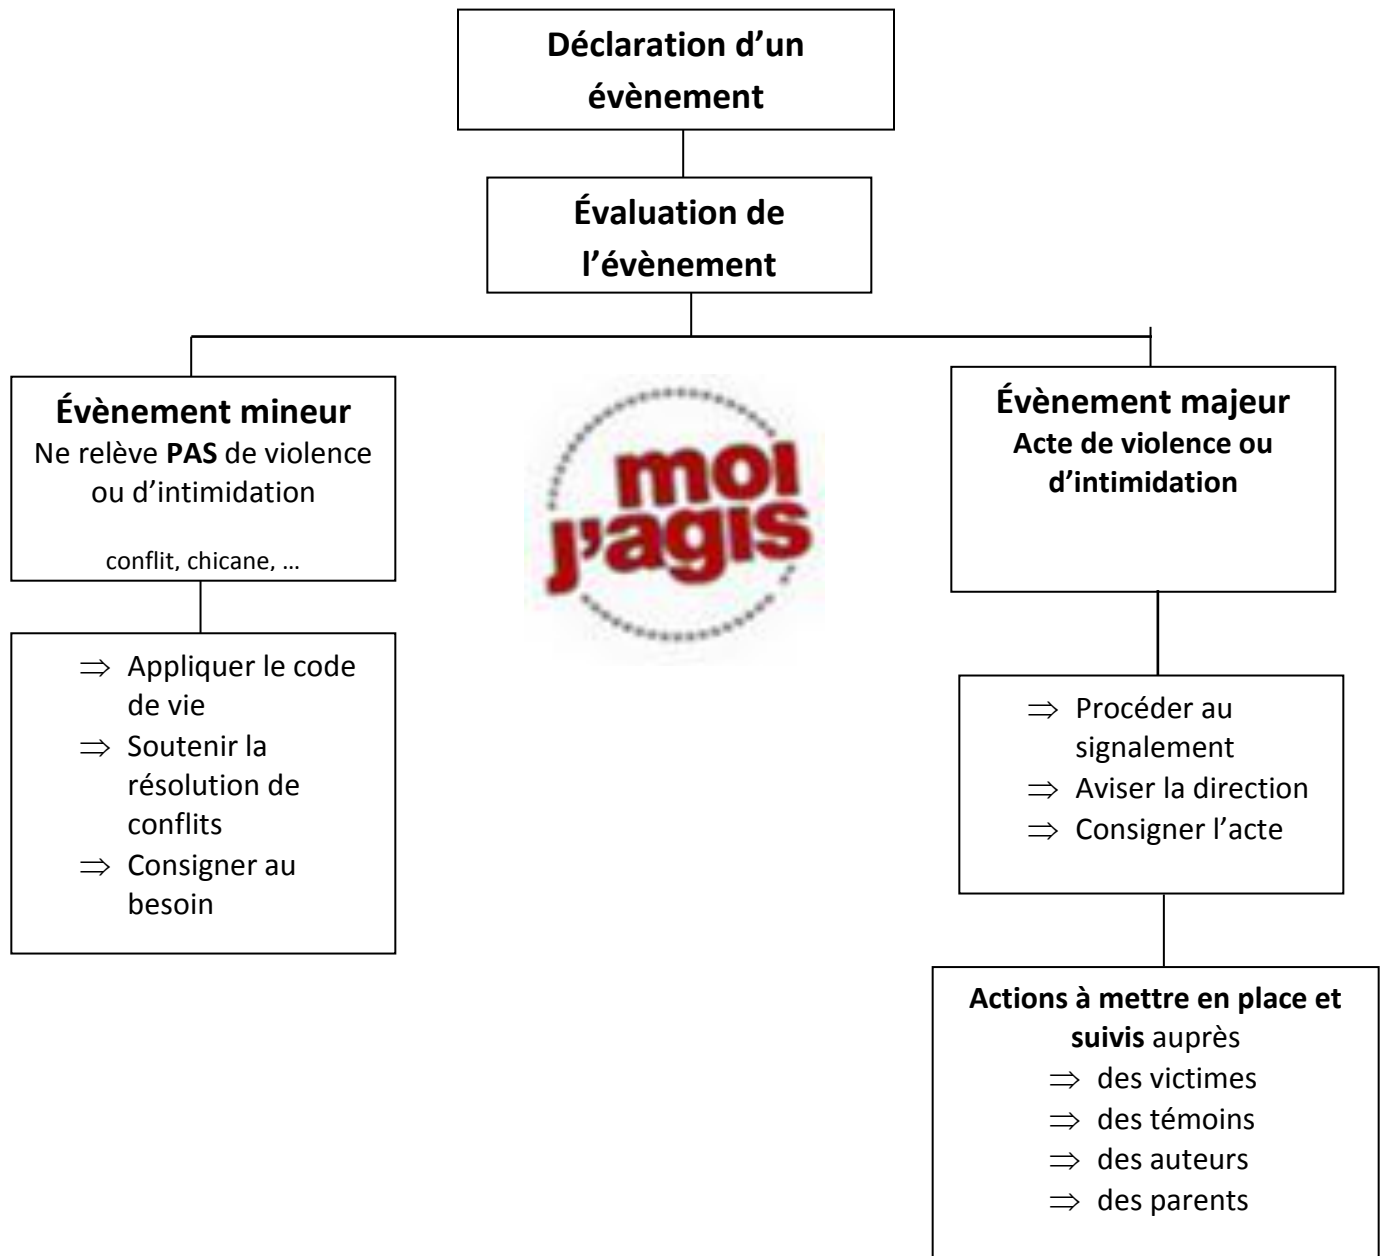 Déclaration d’un
évènement
Évaluation de
l’évènement
Évènement mineur
Ne relève PAS de violence
ou d’intimidation
conflit, chicane, ...
⇒ Appliquer le code
de vie
⇒ Soutenir la
résolution de
conflits
⇒ Consigner au
besoin
moi
j’agis
Évènement majeur
Acte de violence ou
d’intimidation
⇒ Procéder au
signalement
⇒ Aviser la direction
⇒ Consigner l’acte
Actions à mettre en place et
suivis auprès
⇒ des victimes
⇒ des témoins
⇒ des auteurs
⇒ des parents